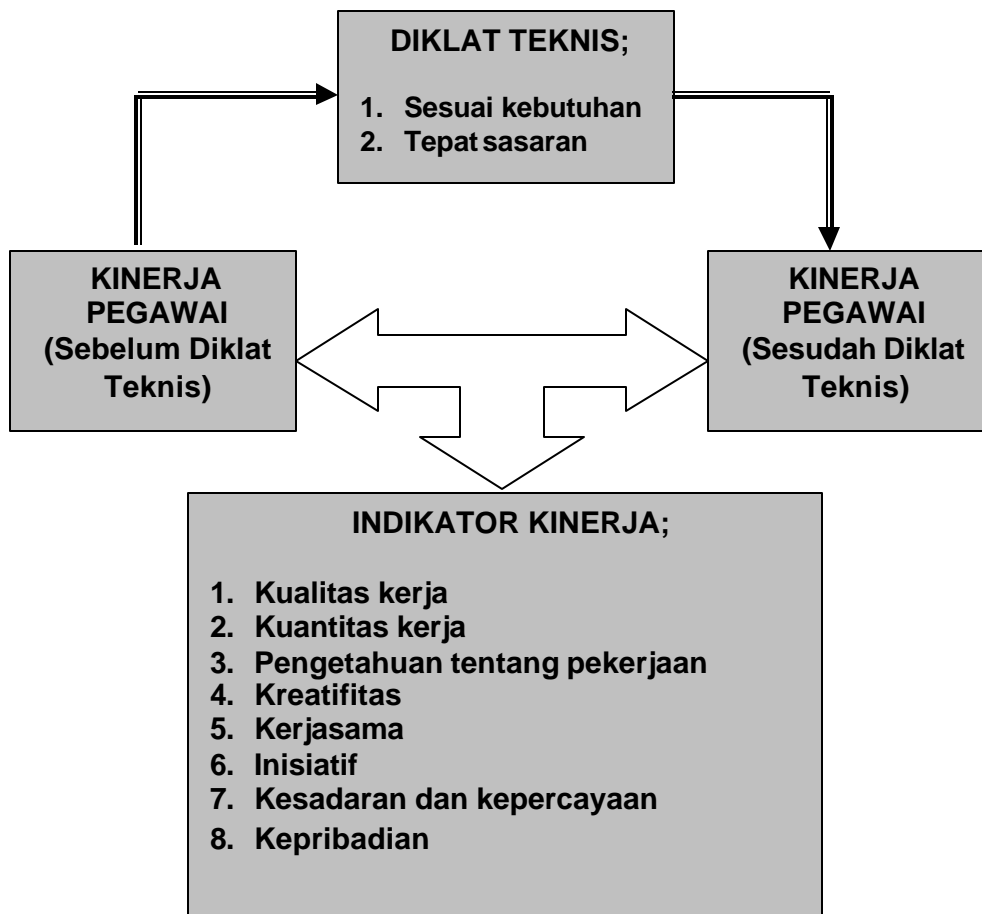 DIKLAT TEKNIS;
1. Sesuai kebutuhan
2. Tepat sasaran
KINERJA
PEGAWAI
(Sebelum Diklat
Teknis)
KINERJA
PEGAWAI
(Sesudah Diklat
Teknis)
INDIKATOR KINERJA;
1. Kualitas kerja
2. Kuantitas kerja
3. Pengetahuan tentang pekerjaan
4. Kreatifitas
5. Kerjasama
6. Inisiatif
7. Kesadaran dan kepercayaan
8. Kepribadian